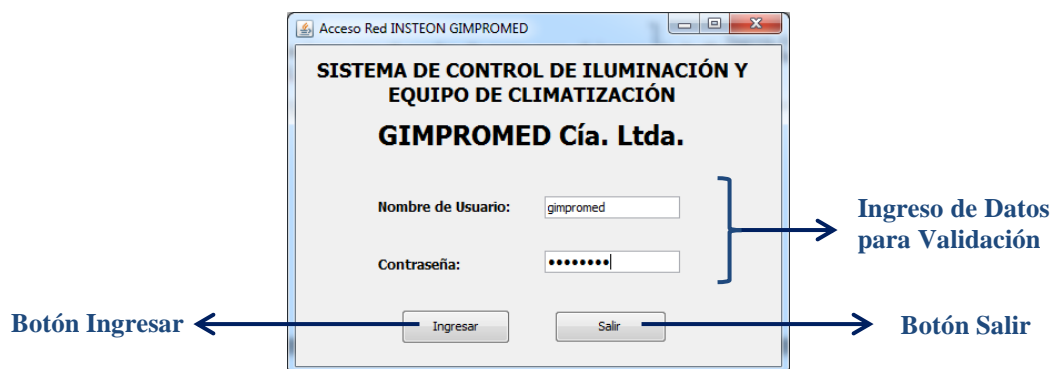 Acceso Red INSTEON GIMPROMED
SISTEMA DE CONTROL DE ILUMINACIÓN Y
EQUIPO DE CLIMATIZACIÓN
GIMPROMED Cía. Ltda.
Nombre de Usuario: gimpromed
Contraseña: ••••••••
Ingreso de Datos
para Validación
Botón Ingresar
Ingresar
Salir
Botón Salir